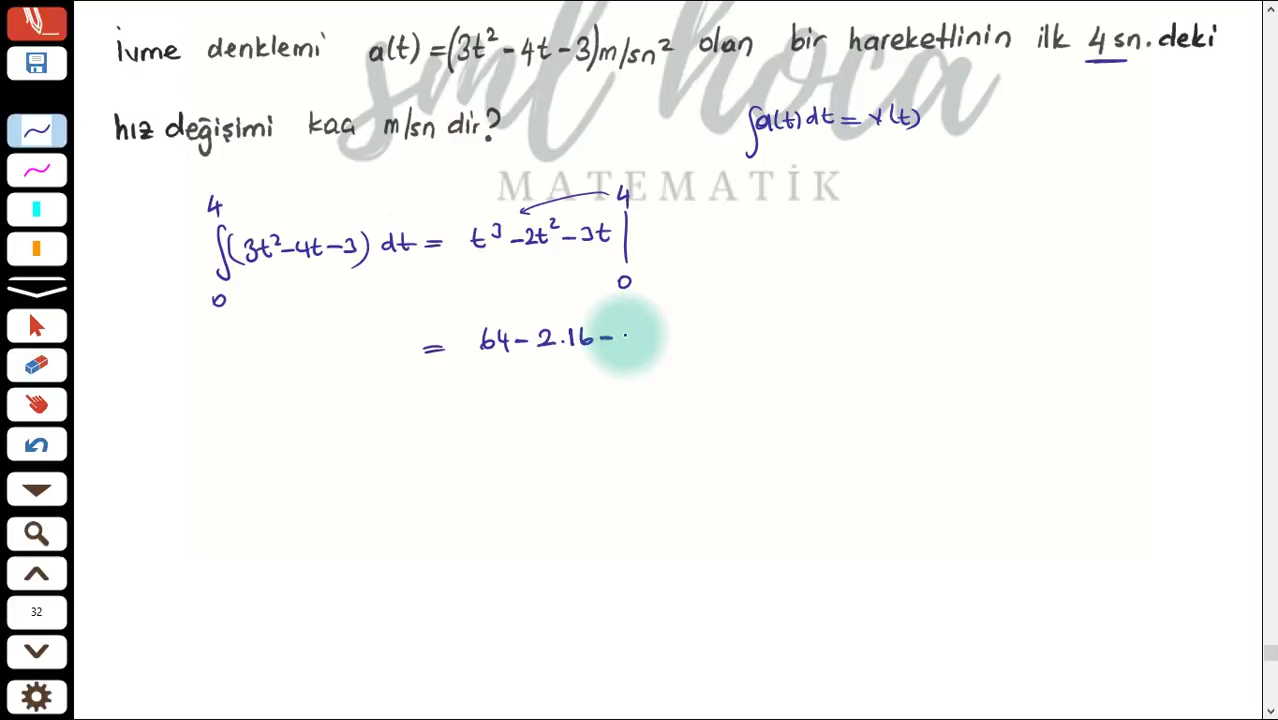 İvme denklemi a(t) = (3t² - 4t - 3) m/sn² olan bir hareketlinin ilk 4 sn.deki
hız değişimi kaç m/sn dir?
∫a(t) dt = v(t)
sml hoca
MATEMATİK
4
∫(3t² - 4t - 3) dt = t³ - 2t² - 3t |
4
0
0
= 64 - 2.16 -
32